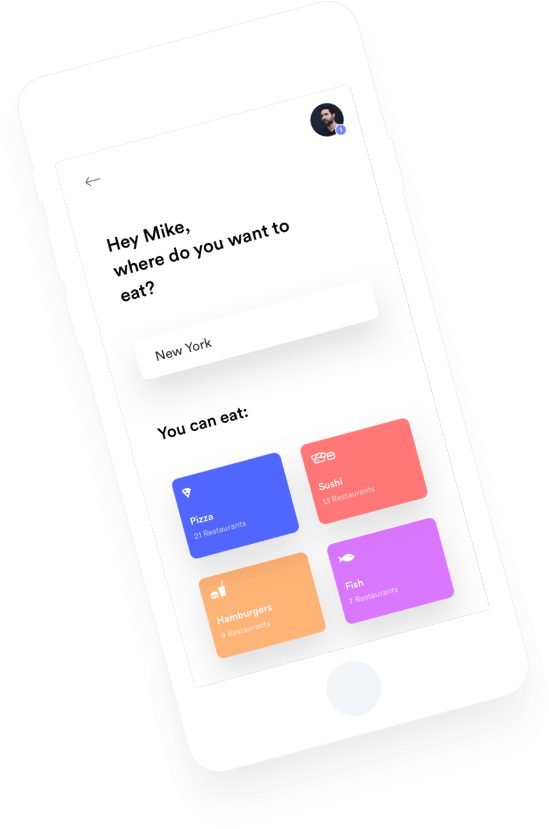 Hey Mike,
where do you want to
eat?
New York
You can eat:
Pizza
21 Restaurants
Sushi
13 Restaurants
Hamburgers
9 Restaurants
Fish
7 Restaurants